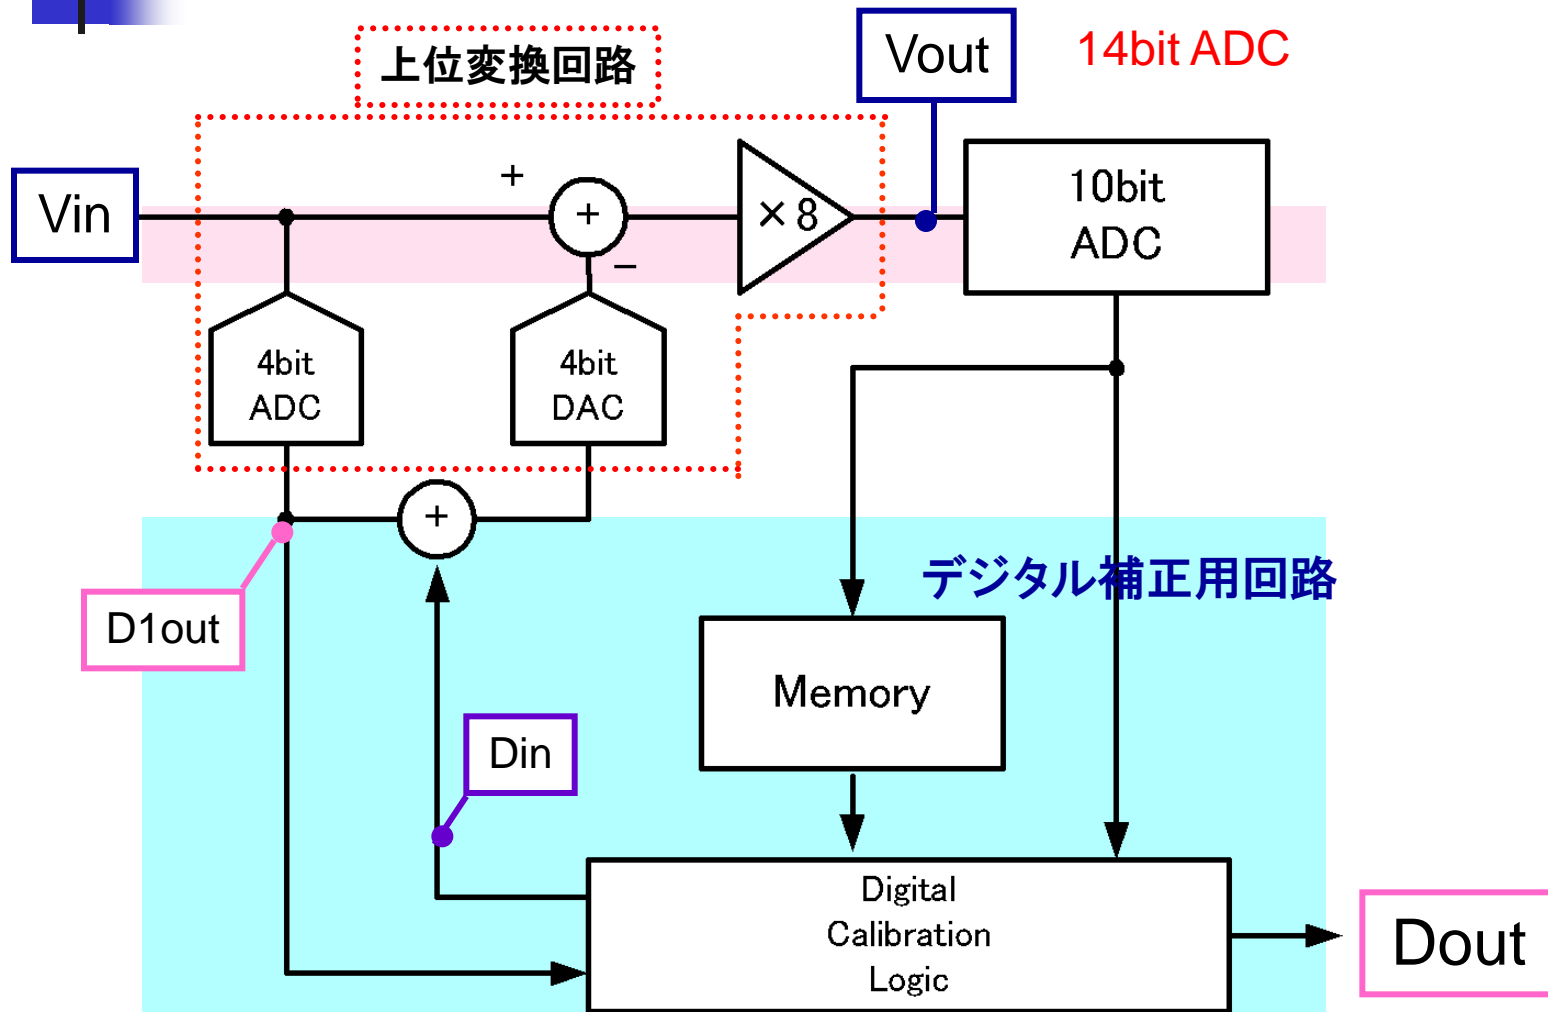 上位変換回路
Vout
14bit ADC
Vin
+
+
−
×8
10bit
ADC
4bit
ADC
4bit
DAC
+
デジタル補正用回路
D1out
Memory
Din
Digital
Calibration
Logic
Dout